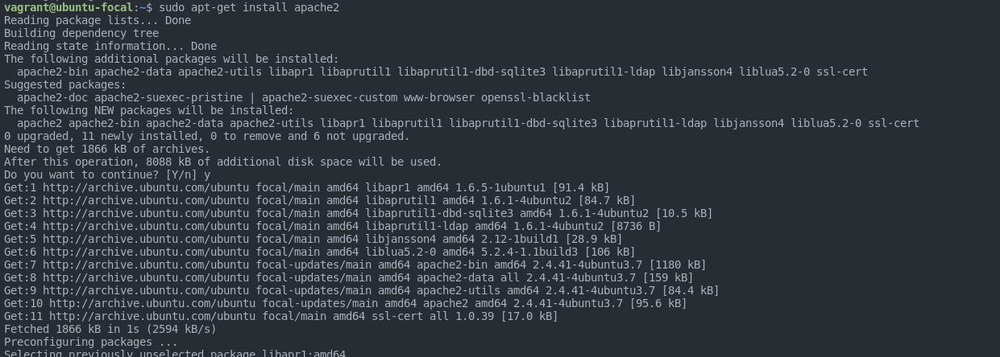 vagrant@ubuntu-focal:~$ sudo apt-get install apache2
Reading package lists... Done
Building dependency tree
Reading state information... Done
The following additional packages will be installed:
  apache2-bin apache2-data apache2-utils libapr1 libaprutil1 libaprutil1-dbd-sqlite3 libaprutil1-ldap libjansson4 liblua5.2-0 ssl-cert
Suggested packages:
  apache2-doc apache2-suexec-pristine | apache2-suexec-custom www-browser openssl-blacklist
The following NEW packages will be installed:
  apache2 apache2-bin apache2-data apache2-utils libapr1 libaprutil1 libaprutil1-dbd-sqlite3 libaprutil1-ldap libjansson4 liblua5.2-0 ssl-cert
0 upgraded, 11 newly installed, 0 to remove and 6 not upgraded.
Need to get 1866 kB of archives.
After this operation, 8088 kB of additional disk space will be used.
Do you want to continue? [Y/n] y
Get:1 http://archive.ubuntu.com/ubuntu focal/main amd64 libapr1 amd64 1.6.5-1ubuntu1 [91.4 kB]
Get:2 http://archive.ubuntu.com/ubuntu focal/main amd64 libaprutil1 amd64 1.6.1-4ubuntu2 [84.7 kB]
Get:3 http://archive.ubuntu.com/ubuntu focal/main amd64 libaprutil1-dbd-sqlite3 amd64 1.6.1-4ubuntu2 [10.5 kB]
Get:4 http://archive.ubuntu.com/ubuntu focal/main amd64 libaprutil1-ldap amd64 1.6.1-4ubuntu2 [8736 B]
Get:5 http://archive.ubuntu.com/ubuntu focal/main amd64 libjansson4 amd64 2.12-1build1 [28.9 kB]
Get:6 http://archive.ubuntu.com/ubuntu focal/main amd64 liblua5.2-0 amd64 5.2.4-1.1build3 [106 kB]
Get:7 http://archive.ubuntu.com/ubuntu focal-updates/main amd64 apache2-bin amd64 2.4.41-4ubuntu3.7 [1180 kB]
Get:8 http://archive.ubuntu.com/ubuntu focal-updates/main amd64 apache2-data all 2.4.41-4ubuntu3.7 [159 kB]
Get:9 http://archive.ubuntu.com/ubuntu focal-updates/main amd64 apache2-utils amd64 2.4.41-4ubuntu3.7 [84.4 kB]
Get:10 http://archive.ubuntu.com/ubuntu focal-updates/main amd64 apache2 amd64 2.4.41-4ubuntu3.7 [95.6 kB]
Get:11 http://archive.ubuntu.com/ubuntu focal/main amd64 ssl-cert all 1.0.39 [17.0 kB]
Fetched 1866 kB in 1s (2594 kB/s)
Preconfiguring packages ...
Selecting previously unselected package libapr1:amd64.